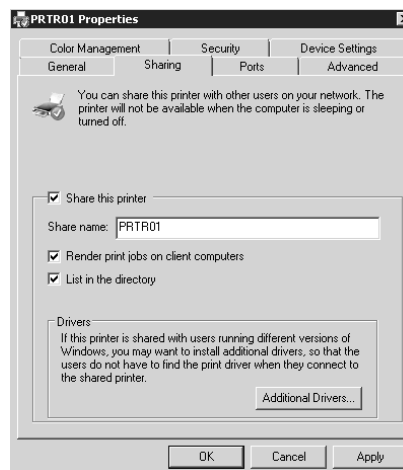 PRTR01 Properties
Color Management Security Device Settings
General Sharing Ports Advanced
You can share this printer with other users on your network. The
printer will not be available when the computer is sleeping or
turned off.
Share this printer
Share name: PRTR01
Render print jobs on client computers
List in the directory
Drivers
If this printer is shared with users running different versions of
Windows, you may want to install additional drivers, so that the
users do not have to find the print driver when they connect to
the shared printer.
Additional Drivers...
OK Cancel Apply